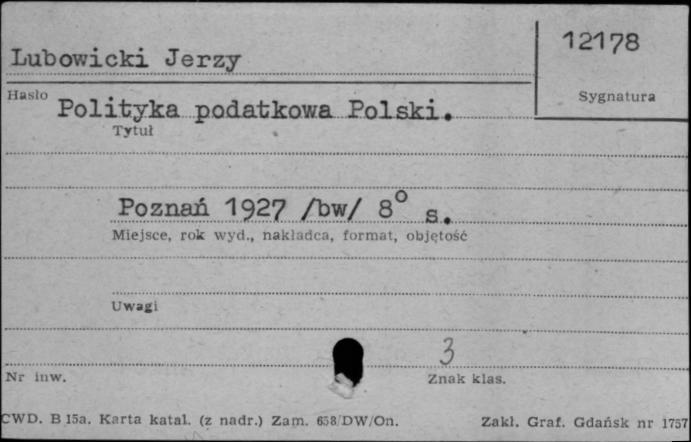 12178
Lubowicki Jerzy
Hasło
Sygnatura
Polityka podatkowa Polski.
Tytuł
Poznań 1927 /bw/ 8° s.
Miejsce, rok wyd., nakładca, format, objętość
Uwagi
3
Nr inw.
Znak klas.
CWD. B 15a. Karta katal. (z nadr.) Zam. 658/DW/On.
Zakł. Graf. Gdańsk nr 1757